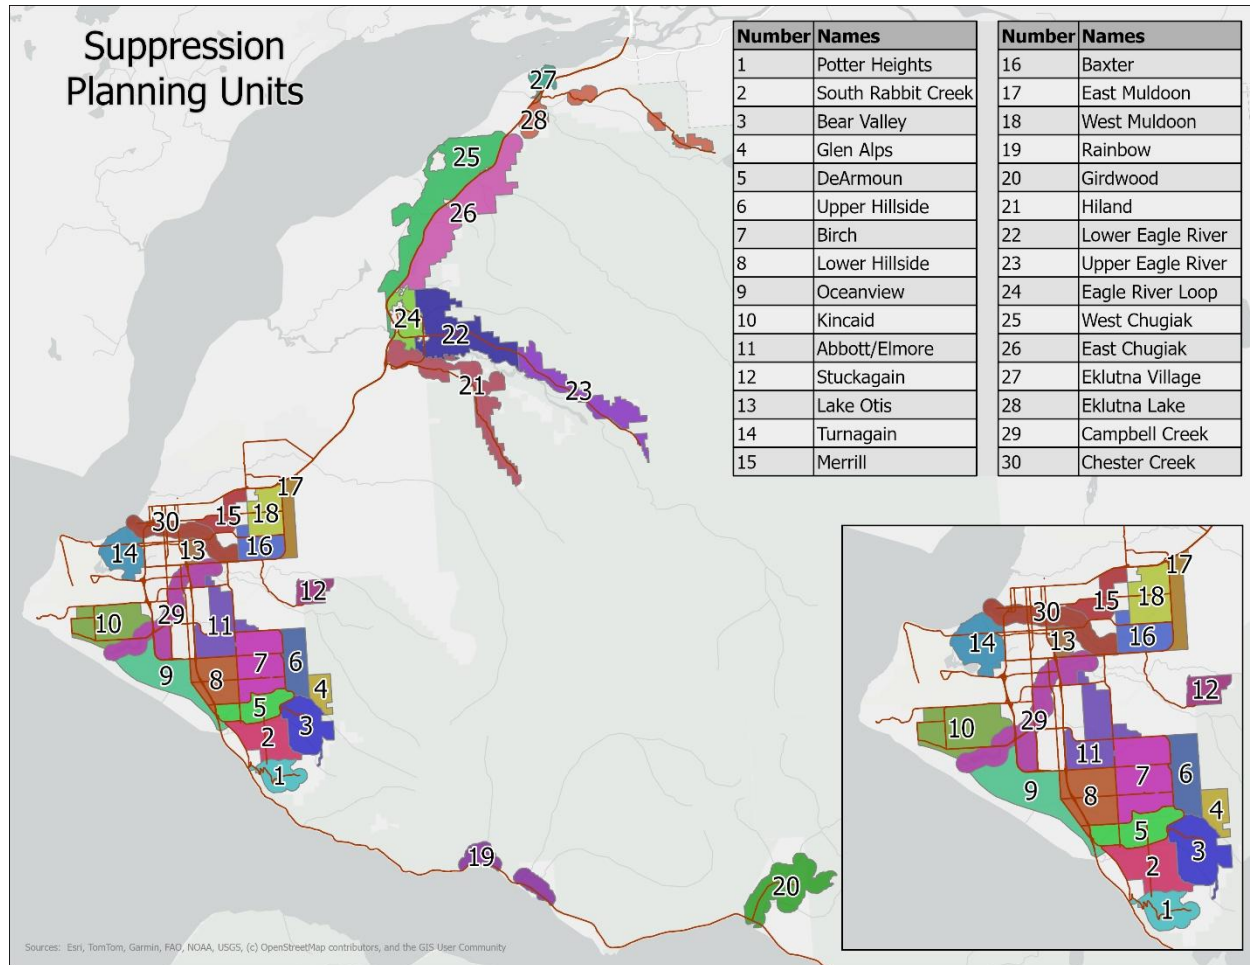 Suppression
Planning Units
Number Names Number Names
1 Potter Heights 16 Baxter
2 South Rabbit Creek 17 East Muldoon
3 Bear Valley 18 West Muldoon
4 Glen Alps 19 Rainbow
5 DeArmoun 20 Girdwood
6 Upper Hillside 21 Hiland
7 Birch 22 Lower Eagle River
8 Lower Hillside 23 Upper Eagle River
9 Oceanview 24 Eagle River Loop
10 Kincaid 25 West Chugiak
11 Abbott/Elmore 26 East Chugiak
12 Stuckagain 27 Eklutna Village
13 Lake Otis 28 Eklutna Lake
14 Turnagain 29 Campbell Creek
15 Merrill 30 Chester Creek
27
28
25
26
24
22
21
23
17
15
18
30
14
13
16
12
10
29
11
9
8
7
6
4
5
3
2
1
19
20
17
15
18
30
14
13
16
12
10
29
11
9
8
7
6
4
5
3
2
1
Sources: Esri, TomTom, Garmin, FAO, NOAA, USGS, (c) OpenStreetMap contributors, and the GIS User Community